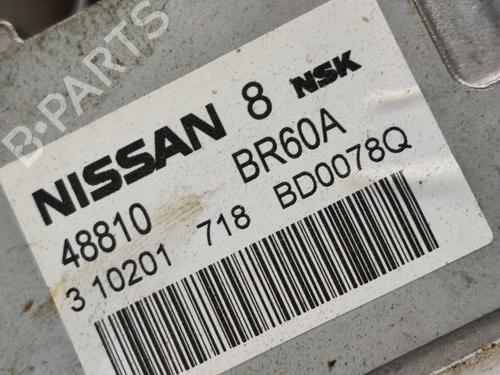 B-PARTS
NISSAN 8 NSK
48810 BR60A
3 10201 718 BD0078Q